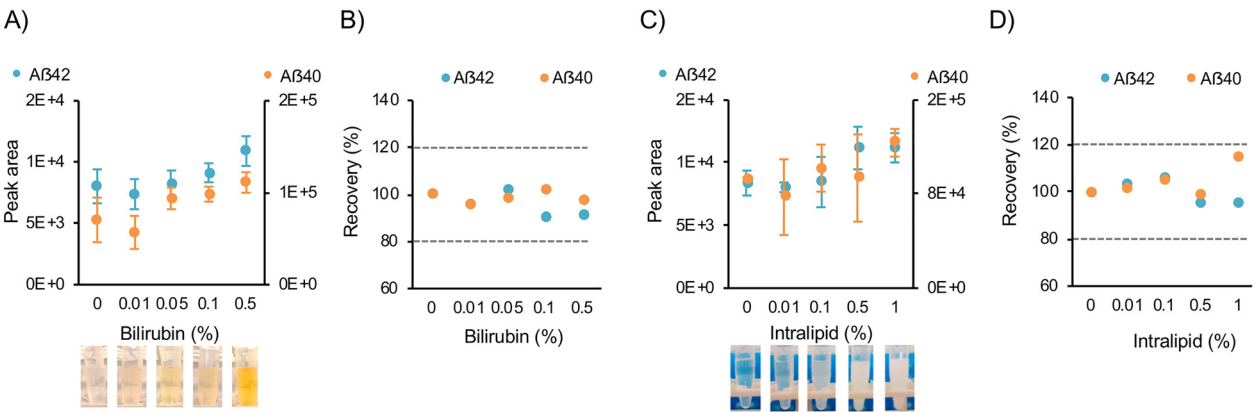 A)
Aß42
Aß40
2E+4
1E+4
5E+3
0E+0
Peak area
2E+5
1E+5
0E+0
0 0.01 0.05 0.1 0.5
Bilirubin (%)
B)
Aß42 Aß40
140
120
100
80
60
Recovery (%)
0 0.01 0.05 0.1 0.5
Bilirubin (%)
C)
Aß42
Aß40
2E+4
1E+4
5E+3
0E+0
Peak area
2E+5
8E+4
0E+0
0 0.01 0.1 0.5 1
Intralipid (%)
D)
Aß42 Aß40
140
120
100
80
60
Recovery (%)
0 0.01 0.1 0.5 1
Intralipid (%)